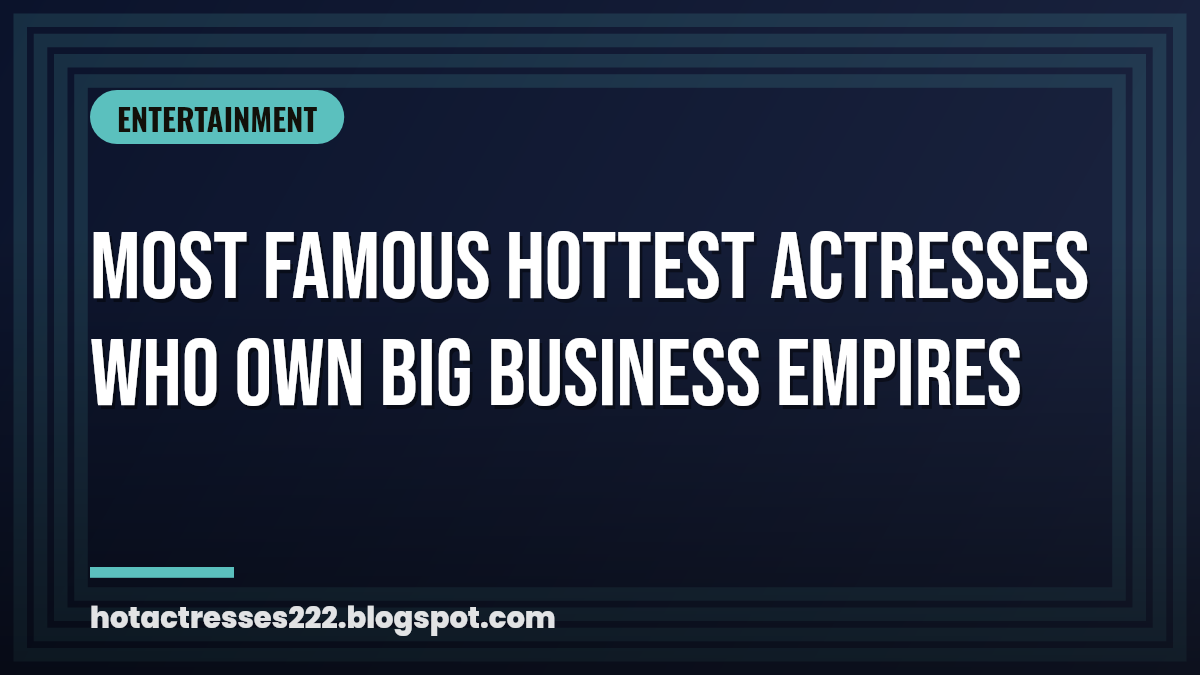 ENTERTAINMENT
MOST FAMOUS HOTTEST ACTRESSES
WHO OWN BIG BUSINESS EMPIRES
hotactresses222.blogspot.com